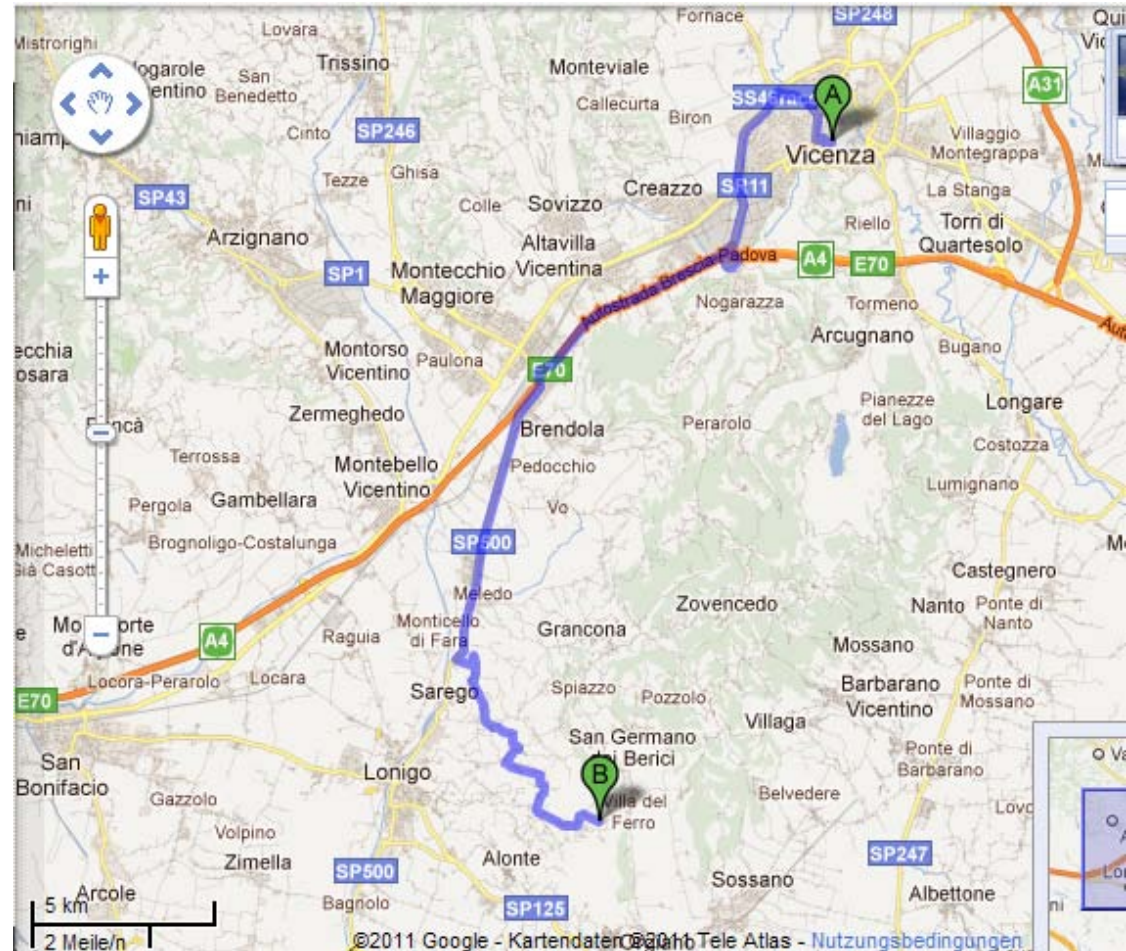 Fornace
SP248
Lovara
Mistrorighi
Trissino
Monteviale
San
Benedetto
Callecurta
A
A31
Biron
Cinto
SP246
Villaggio
Montegrappa
Vicenza
Tezze
Ghisa
Creazzo
SP11
La Stanga
SP43
Colle
Sovizzo
Riello
Torri di
Quartesolo
Arzignano
Altavilla
Vicentina
SP1
Montecchio
Maggiore
Autostrada Brescia Padova
A4
E70
Nogarazza
Tormeno
Arcugnano
Montorso
Vicentino
Paulona
Bugano
E70
Zermeghedo
Brendola
Perarolo
Pianezze
del Lago
Longare
Costozza
Terrossa
Montebello
Vicentino
Pedocchio
Lumignano
Pergola
Gambellara
Vo
Brognoligo-Costalunga
SP500
Micheletti
Castegnero
Meledo
Zovencedo
Nanto
Ponte di
Nanto
Monticello
di Fara
Grancona
A4
Raguia
Mossano
Locora-Perarolo
Locara
Sarego
Spiazzo
Pozzolo
Barbarano
Vicentino
Ponte di
Mossano
E70
Villaga
San Germano
dei Berici
San
Bonifacio
Lonigo
B
Ponte di
Barbarano
Gazzolo
Villa del
Ferro
Belvedere
Volpino
Zimella
Alonte
SP247
SP500
Sossano
Arcole
Bagnolo
SP125
Albettone
5 km
2 Meile/n
©2011 Google - Kartendaten ©2011 Tele Atlas - Nutzungsbedingungen